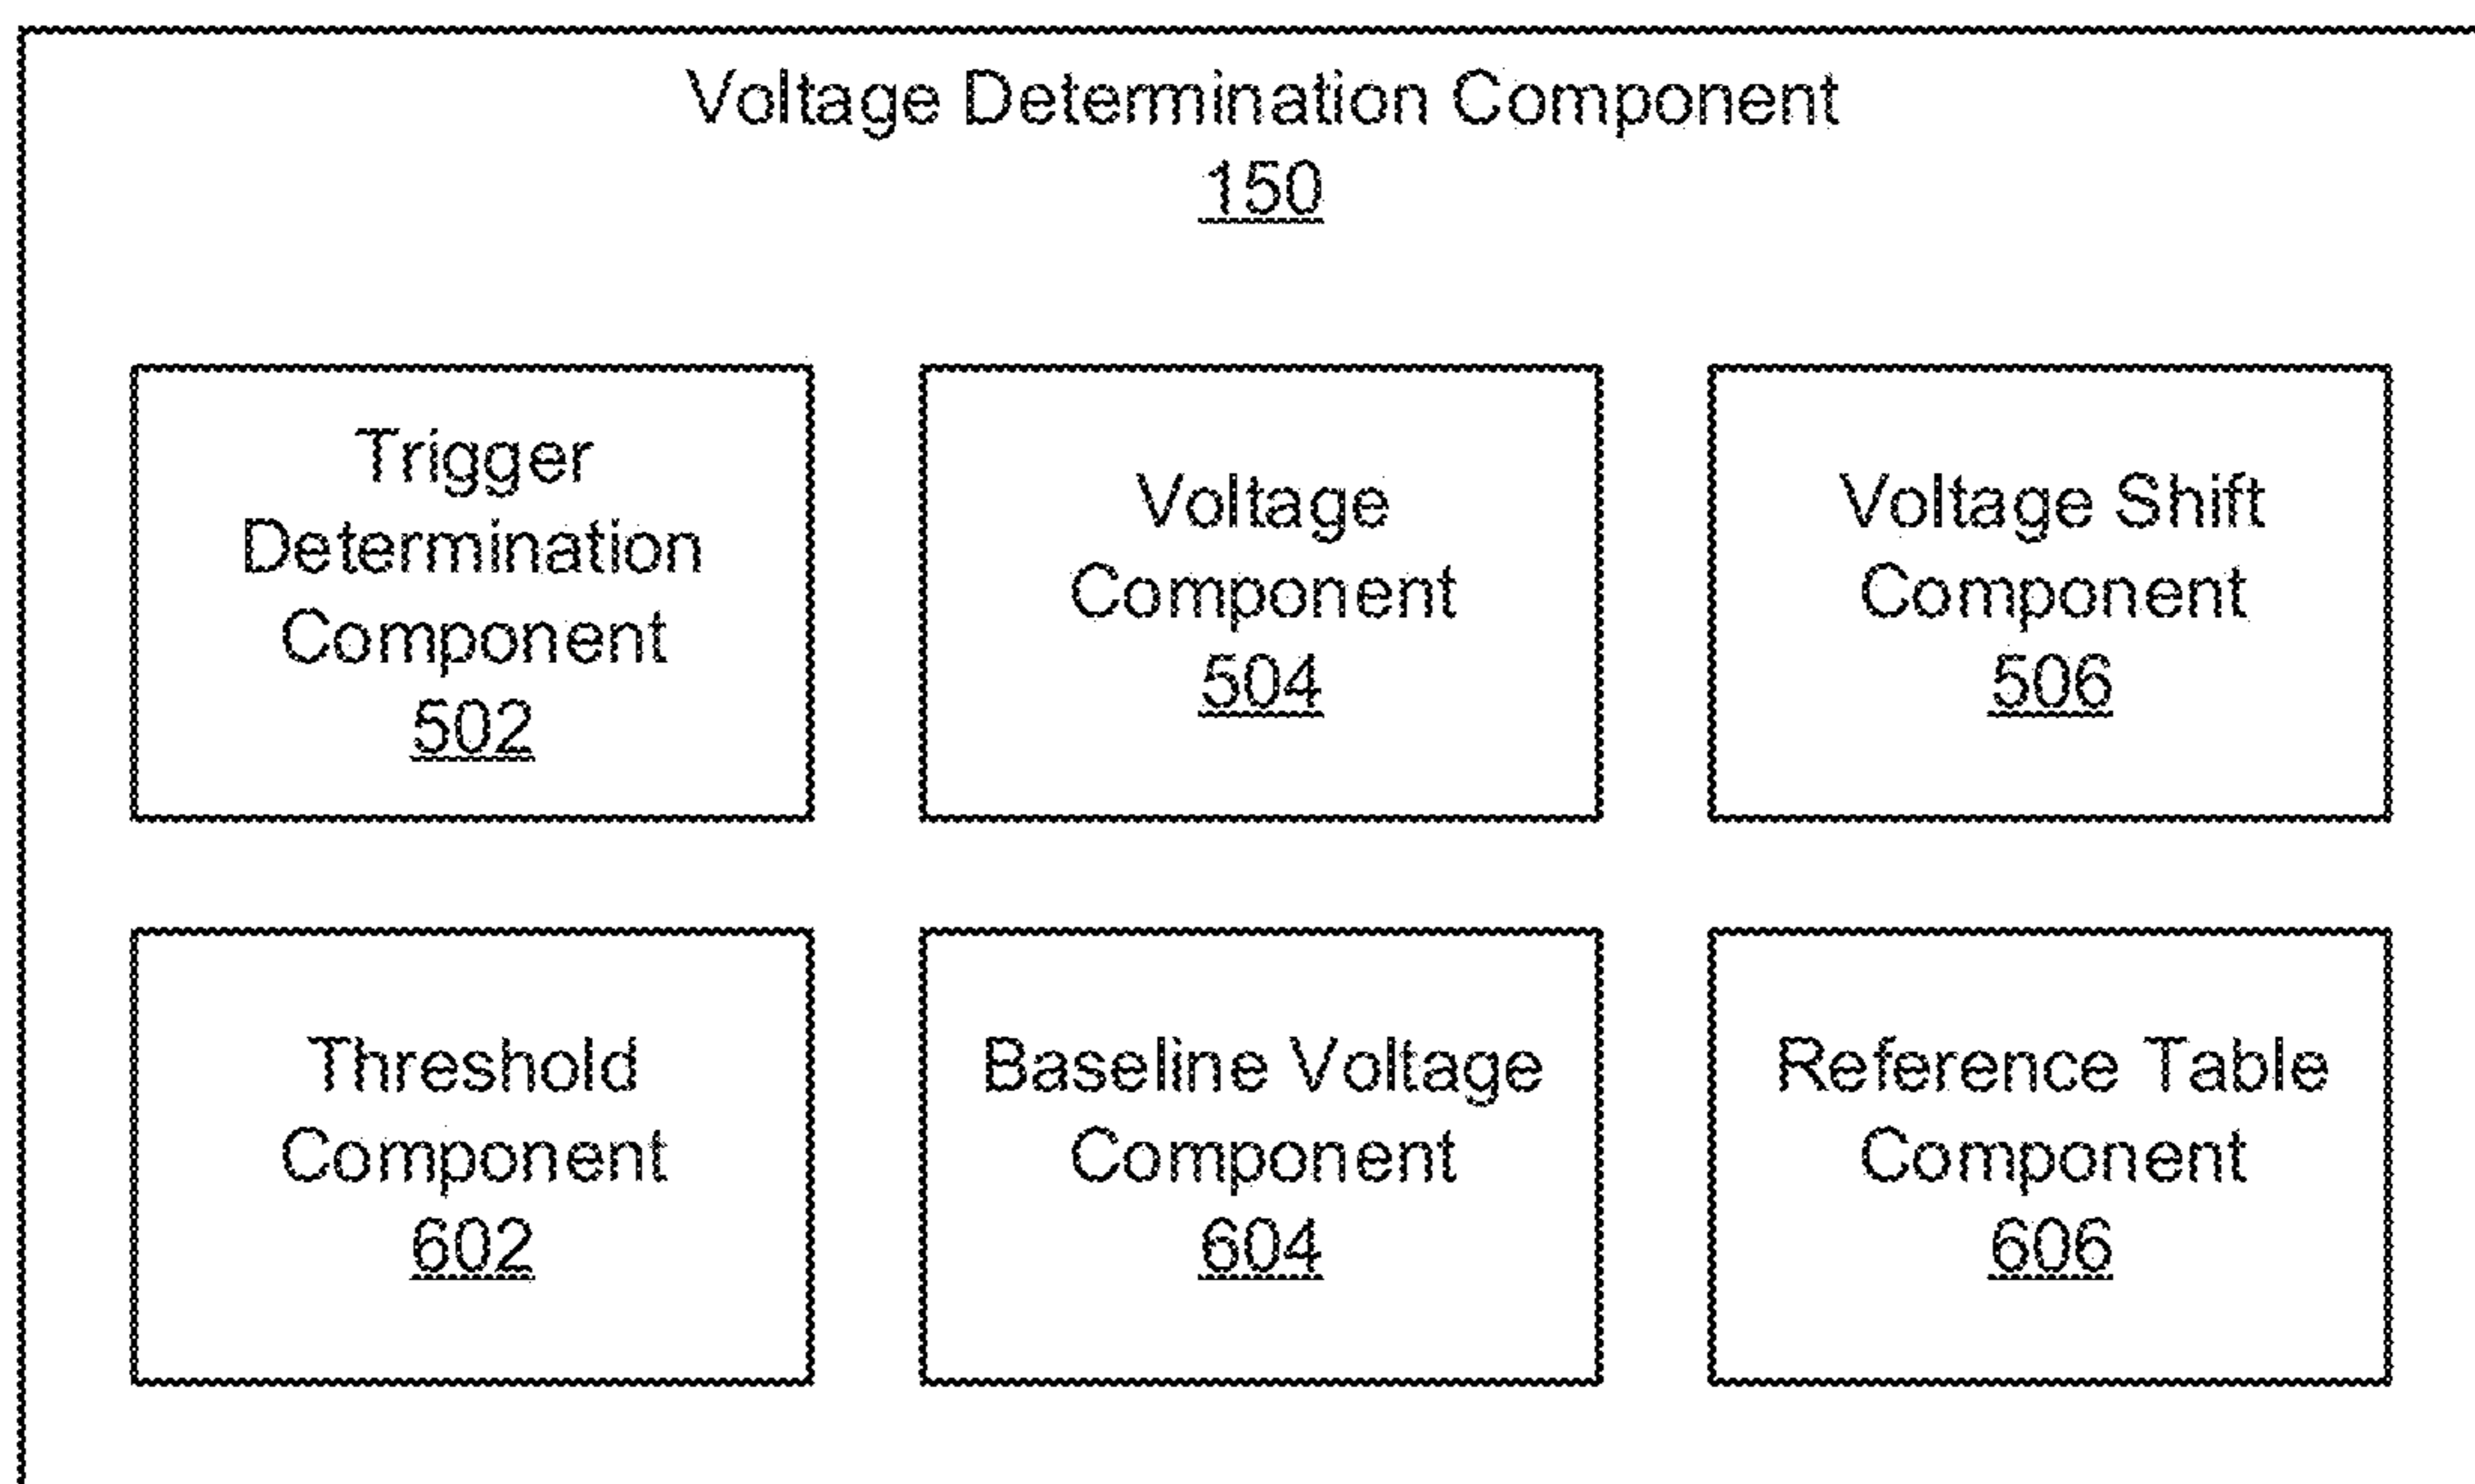 Voltage Determination Component
150
Trigger
Determination
Component
502
Voltage
Component
504
Voltage Shift
Component
506
Threshold
Component
602
Baseline Voltage
Component
604
Reference Table
Component
606